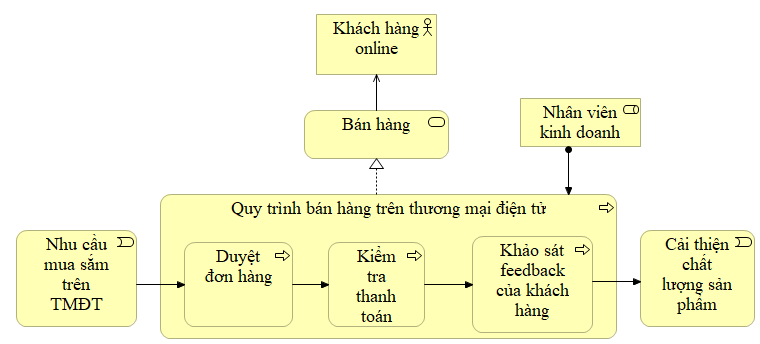 Khách hàng
online
Bán hàng
Nhân viên
kinh doanh
Quy trình bán hàng trên thương mại điện tử
Nhu cầu
mua sắm
trên
TMĐT
Duyệt
đơn hàng
Kiểm
tra
thanh
toán
Khảo sát
feedback
của khách
hàng
Cải thiện
chất
lượng sản
phẩm